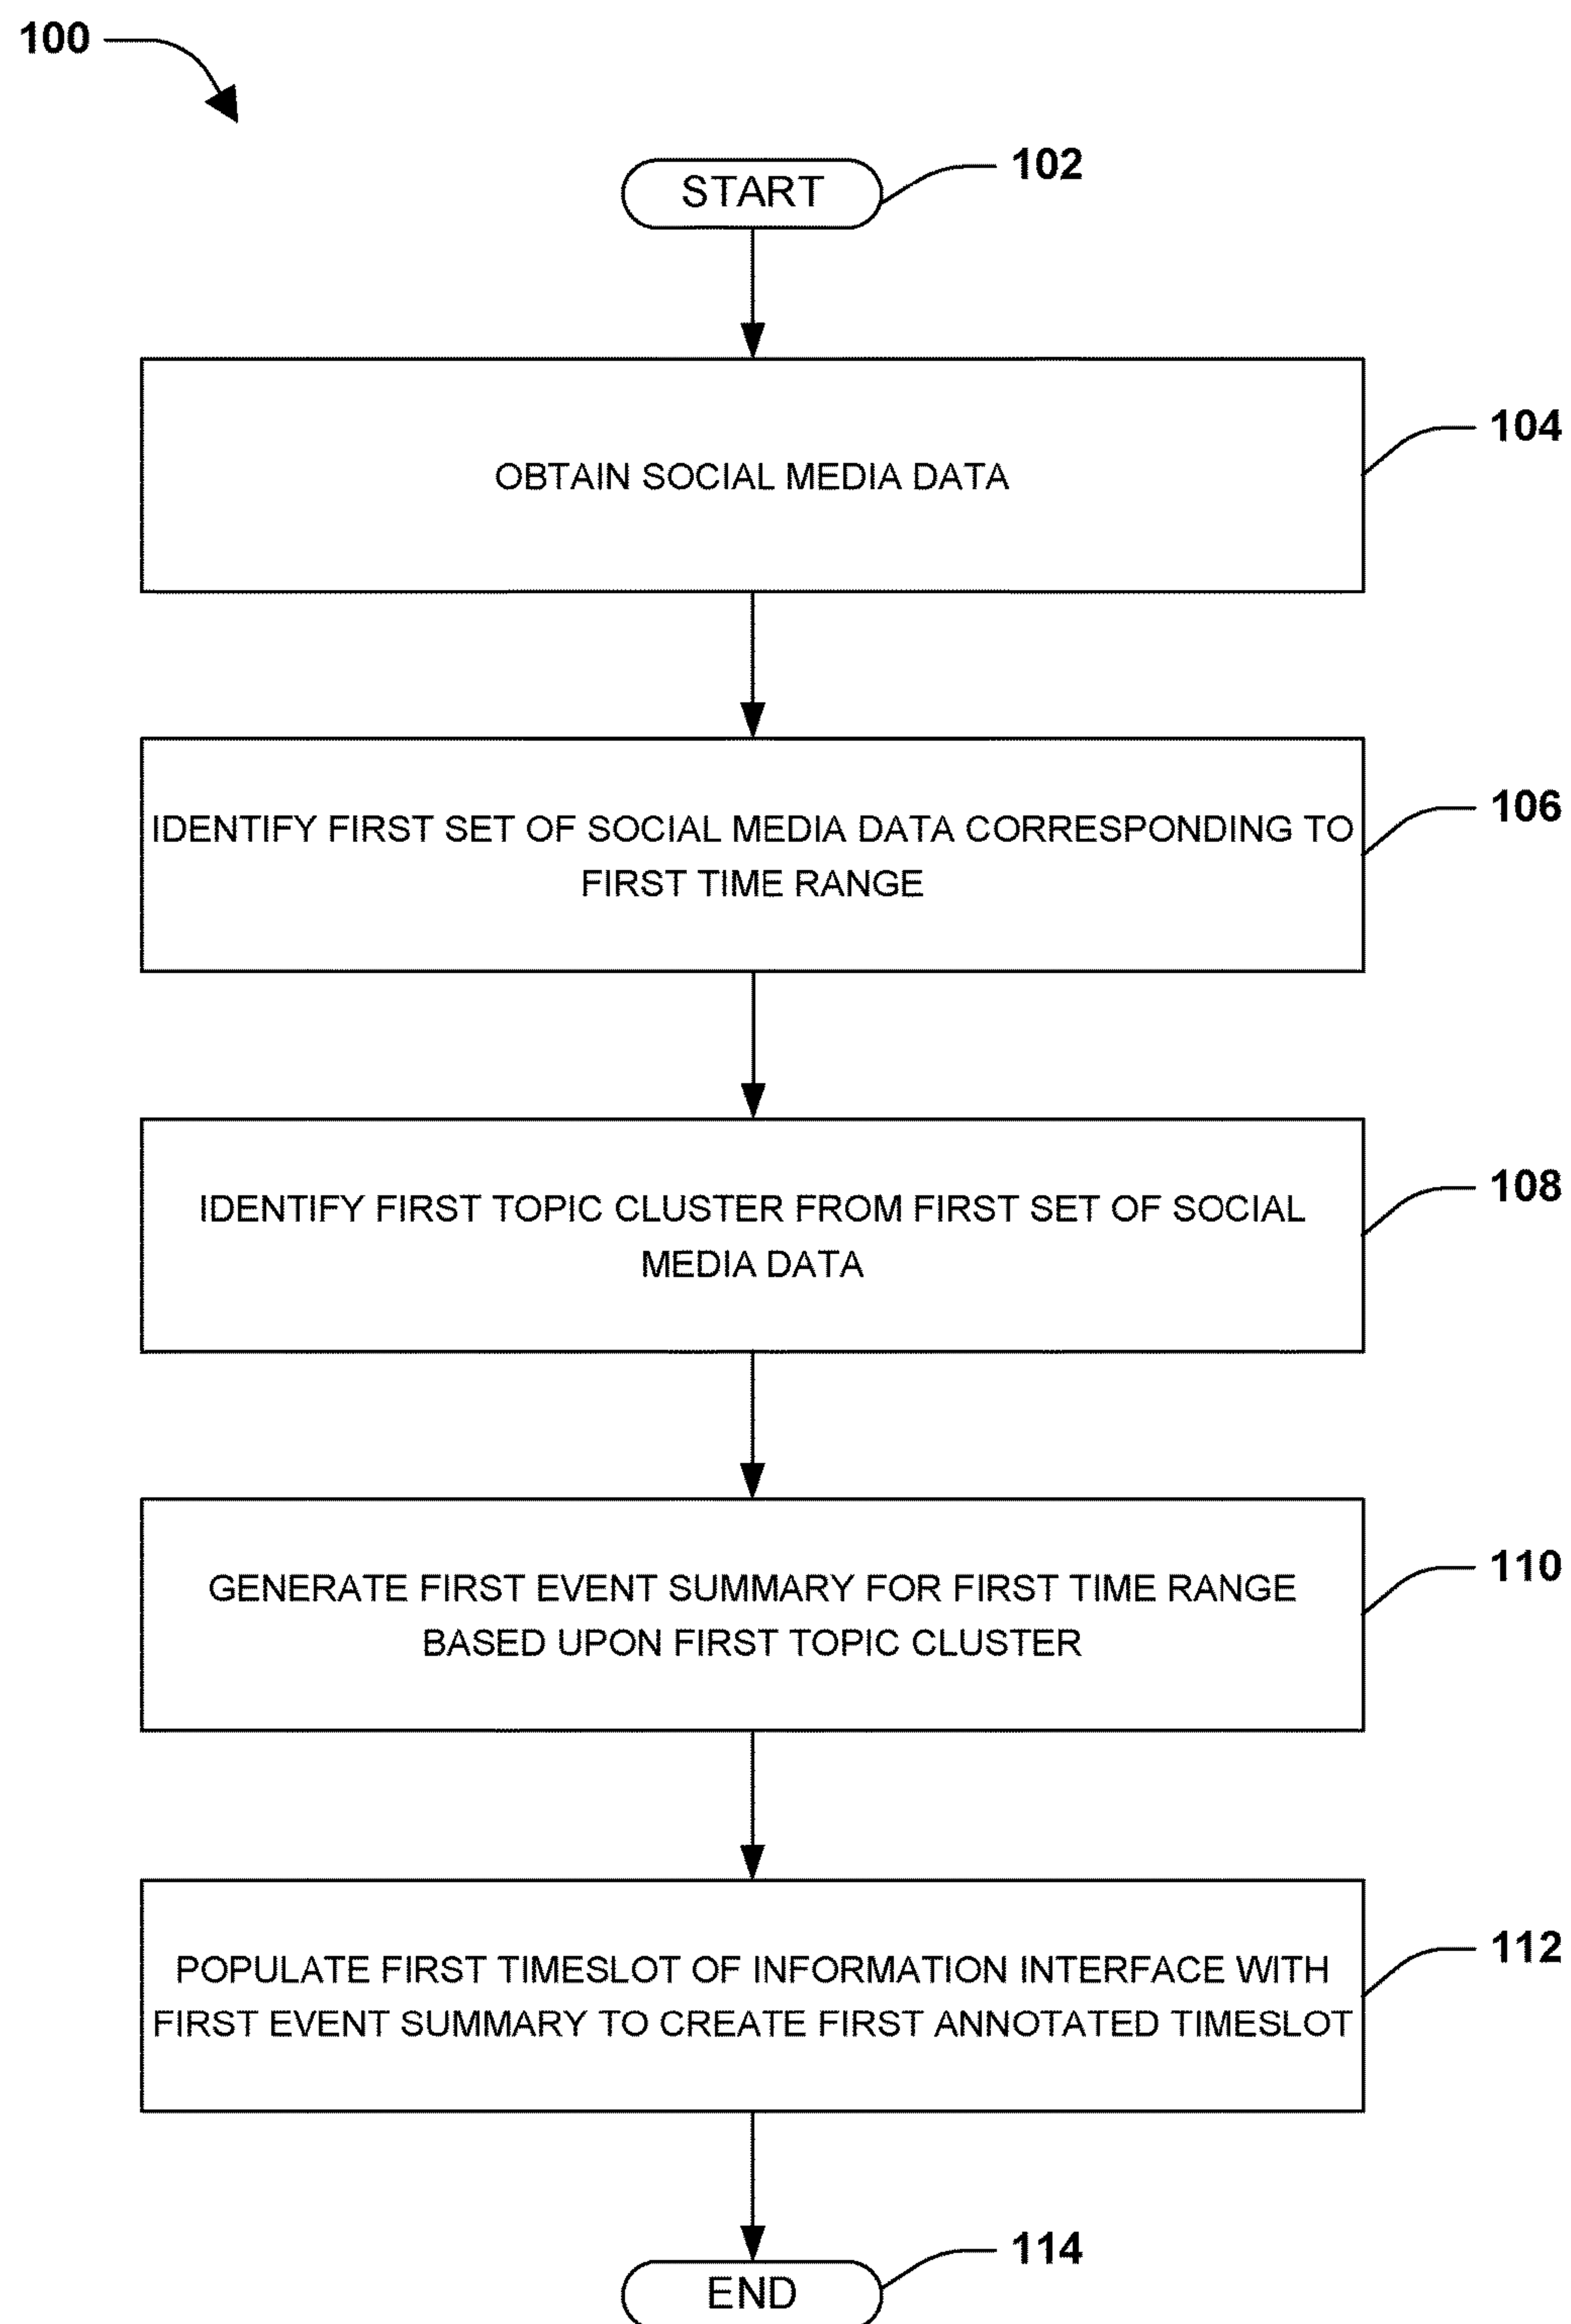 100
START
102
OBTAIN SOCIAL MEDIA DATA
104
IDENTIFY FIRST SET OF SOCIAL MEDIA DATA CORRESPONDING TO
FIRST TIME RANGE
106
IDENTIFY FIRST TOPIC CLUSTER FROM FIRST SET OF SOCIAL
MEDIA DATA
108
GENERATE FIRST EVENT SUMMARY FOR FIRST TIME RANGE
BASED UPON FIRST TOPIC CLUSTER
110
POPULATE FIRST TIMESLOT OF INFORMATION INTERFACE WITH
FIRST EVENT SUMMARY TO CREATE FIRST ANNOTATED TIMESLOT
112
END
114